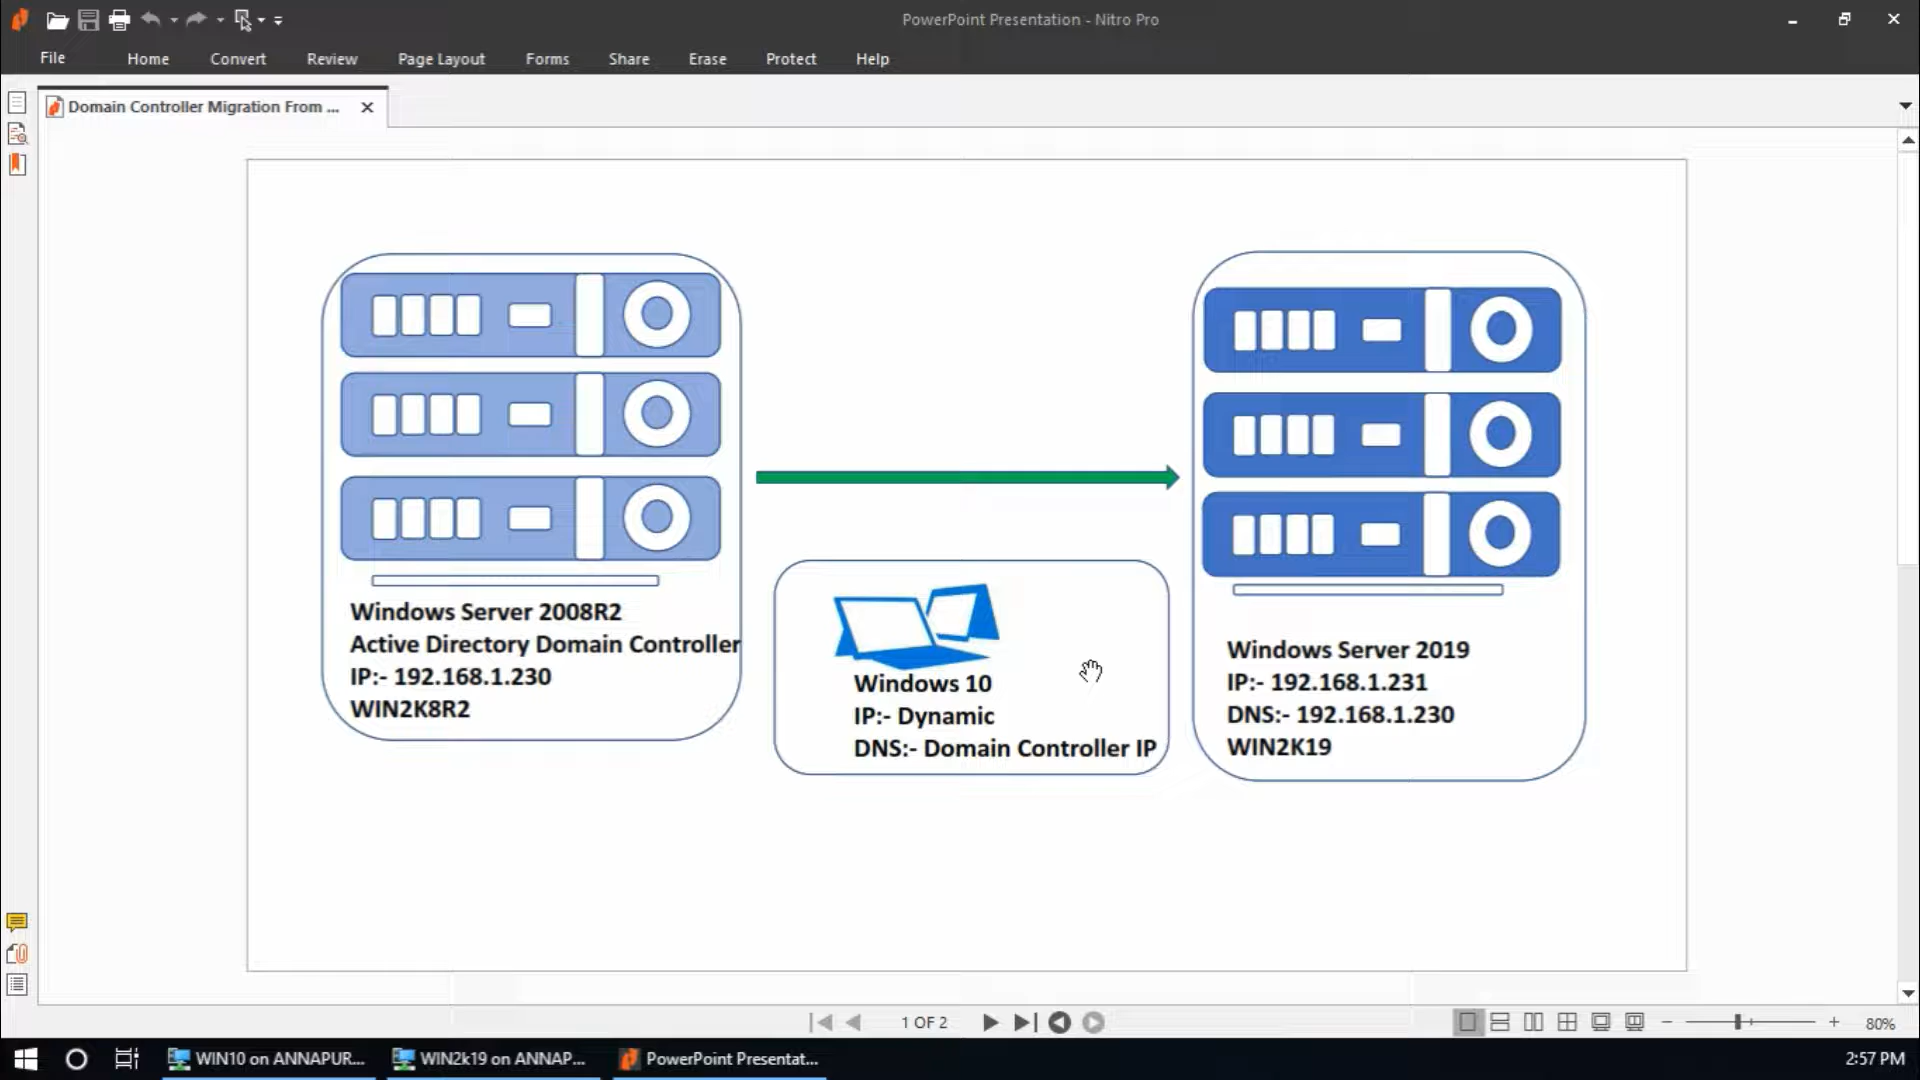 PowerPoint Presentation - Nitro Pro
File Home Convert Review Page Layout Forms Share Erase Protect Help
Domain Controller Migration From ...
Windows Server 2008R2
Active Directory Domain Controller
IP:- 192.168.1.230
WIN2K8R2
Windows 10
IP:- Dynamic
DNS:- Domain Controller IP
Windows Server 2019
IP:- 192.168.1.231
DNS:- 192.168.1.230
WIN2K19
1 OF 2
80%
WIN10 on ANNAPUR...
WIN2k19 on ANNAP...
PowerPoint Presentat...
2:57 PM